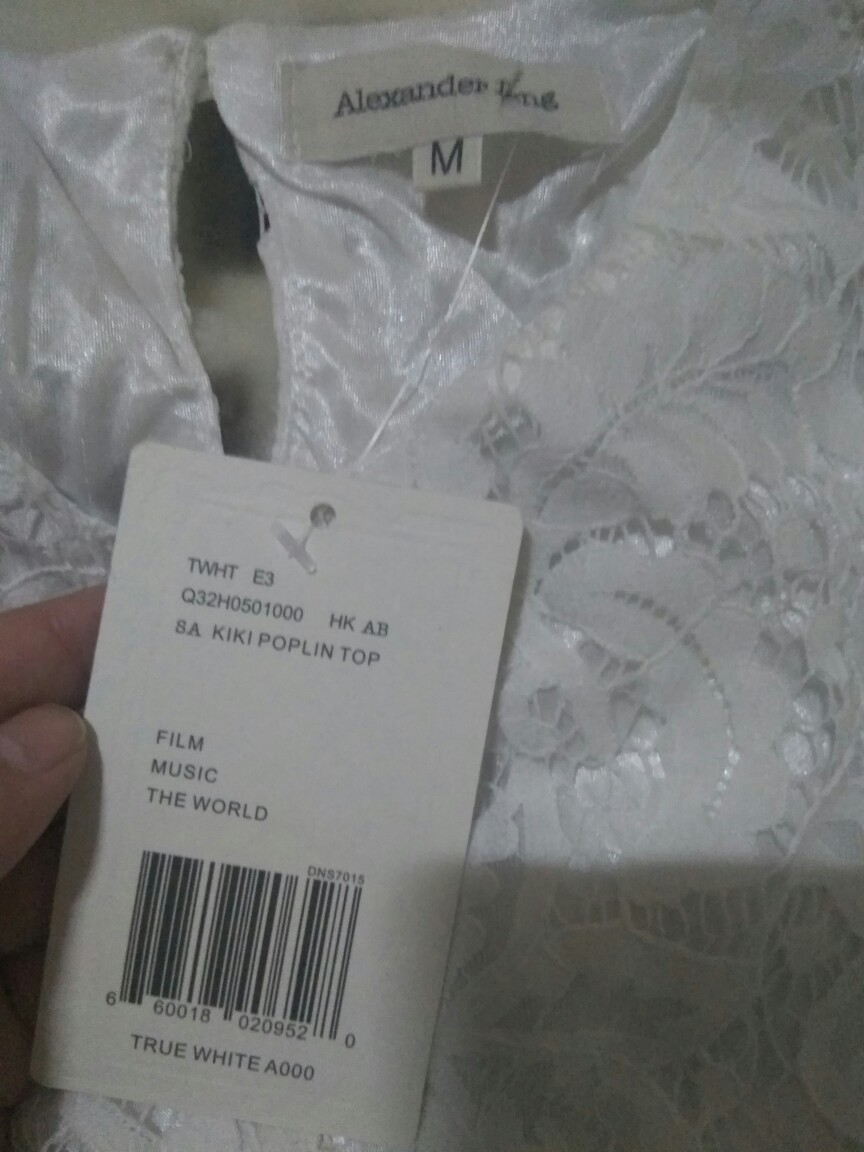 Alexander
M
TWHT E3
Q32H0501000 HK AB
SA KIKI POPLIN TOP
FILM
MUSIC
THE WORLD
DNS7015
6 60018 020952 0
TRUE WHITE A000